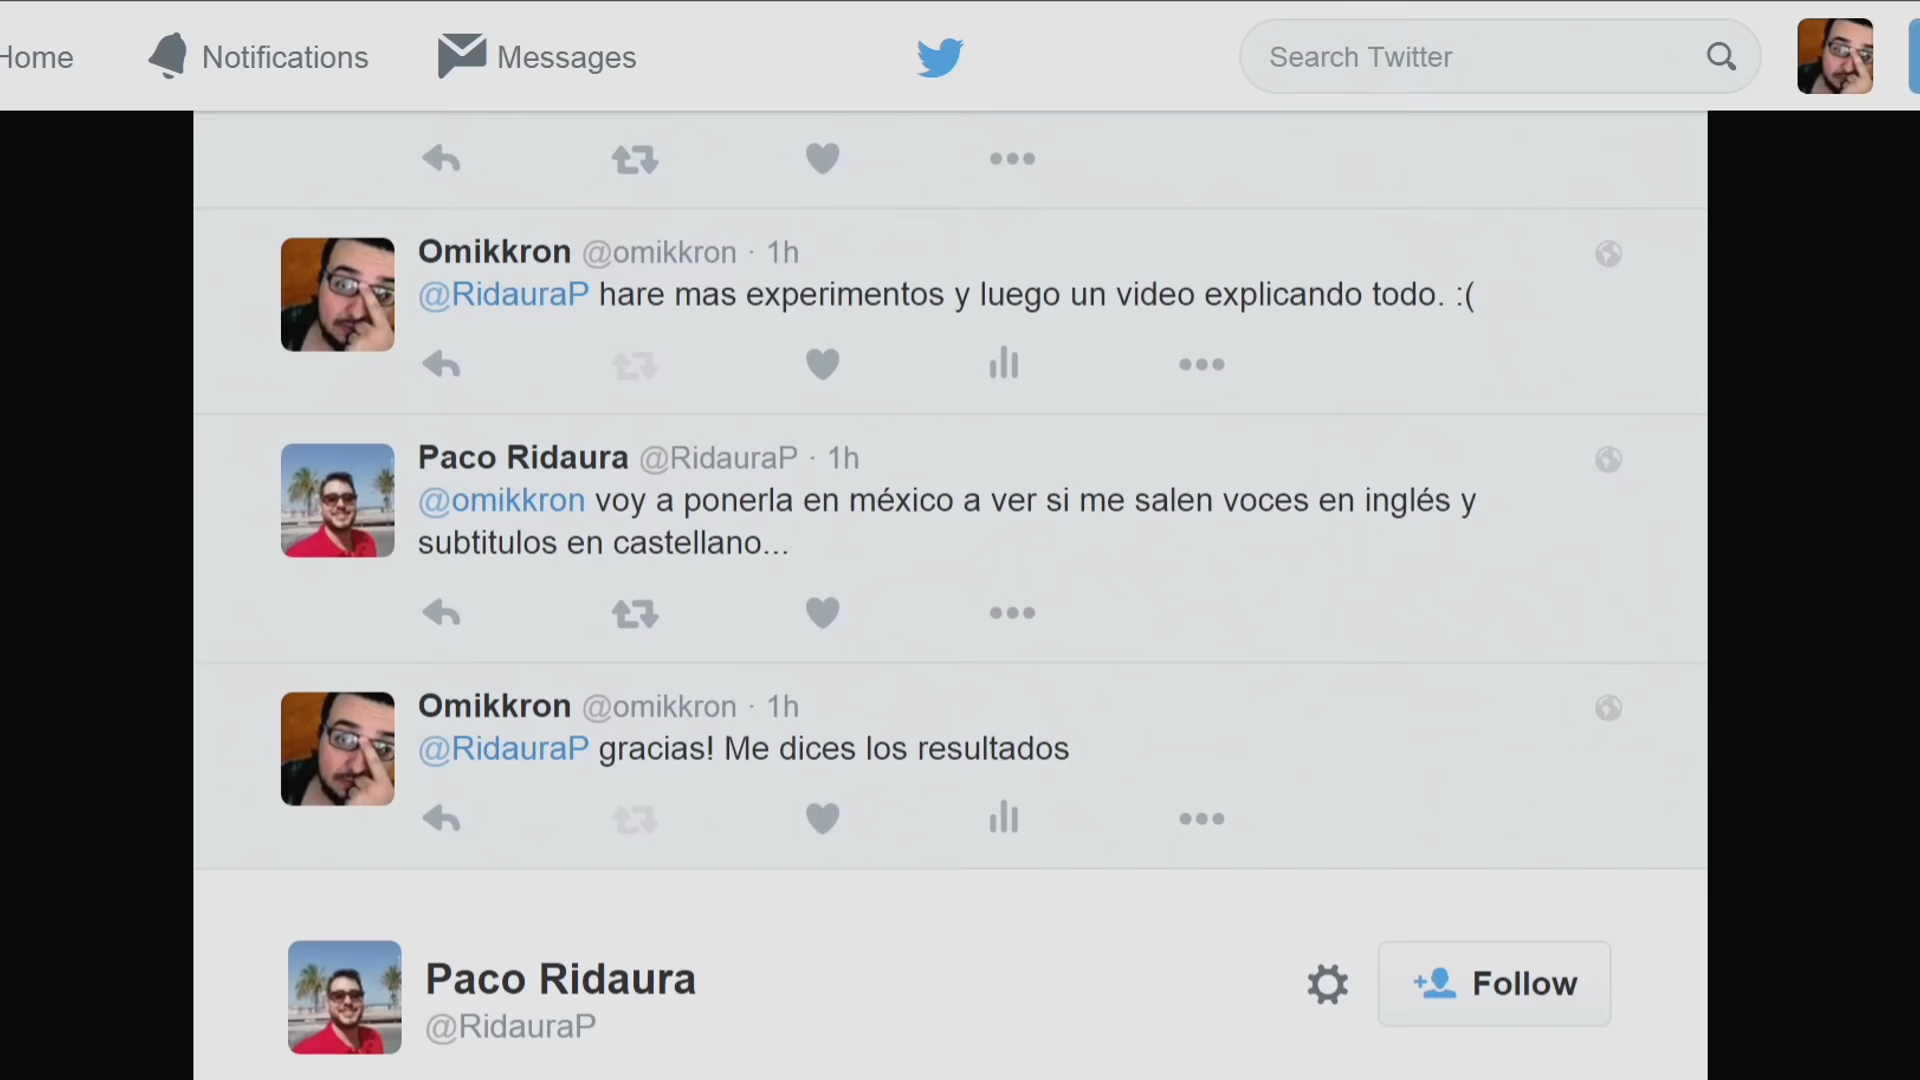 Home
Notifications
Messages
Search Twitter
Omikkron @omikkron · 1h
@RidauraP hare mas experimentos y luego un video explicando todo. :(
Paco Ridaura @RidauraP · 1h
@omikkron voy a ponerla en méxico a ver si me salen voces en inglés y
subtitulos en castellano...
Omikkron @omikkron · 1h
@RidauraP gracias! Me dices los resultados
Paco Ridaura
Follow
@RidauraP